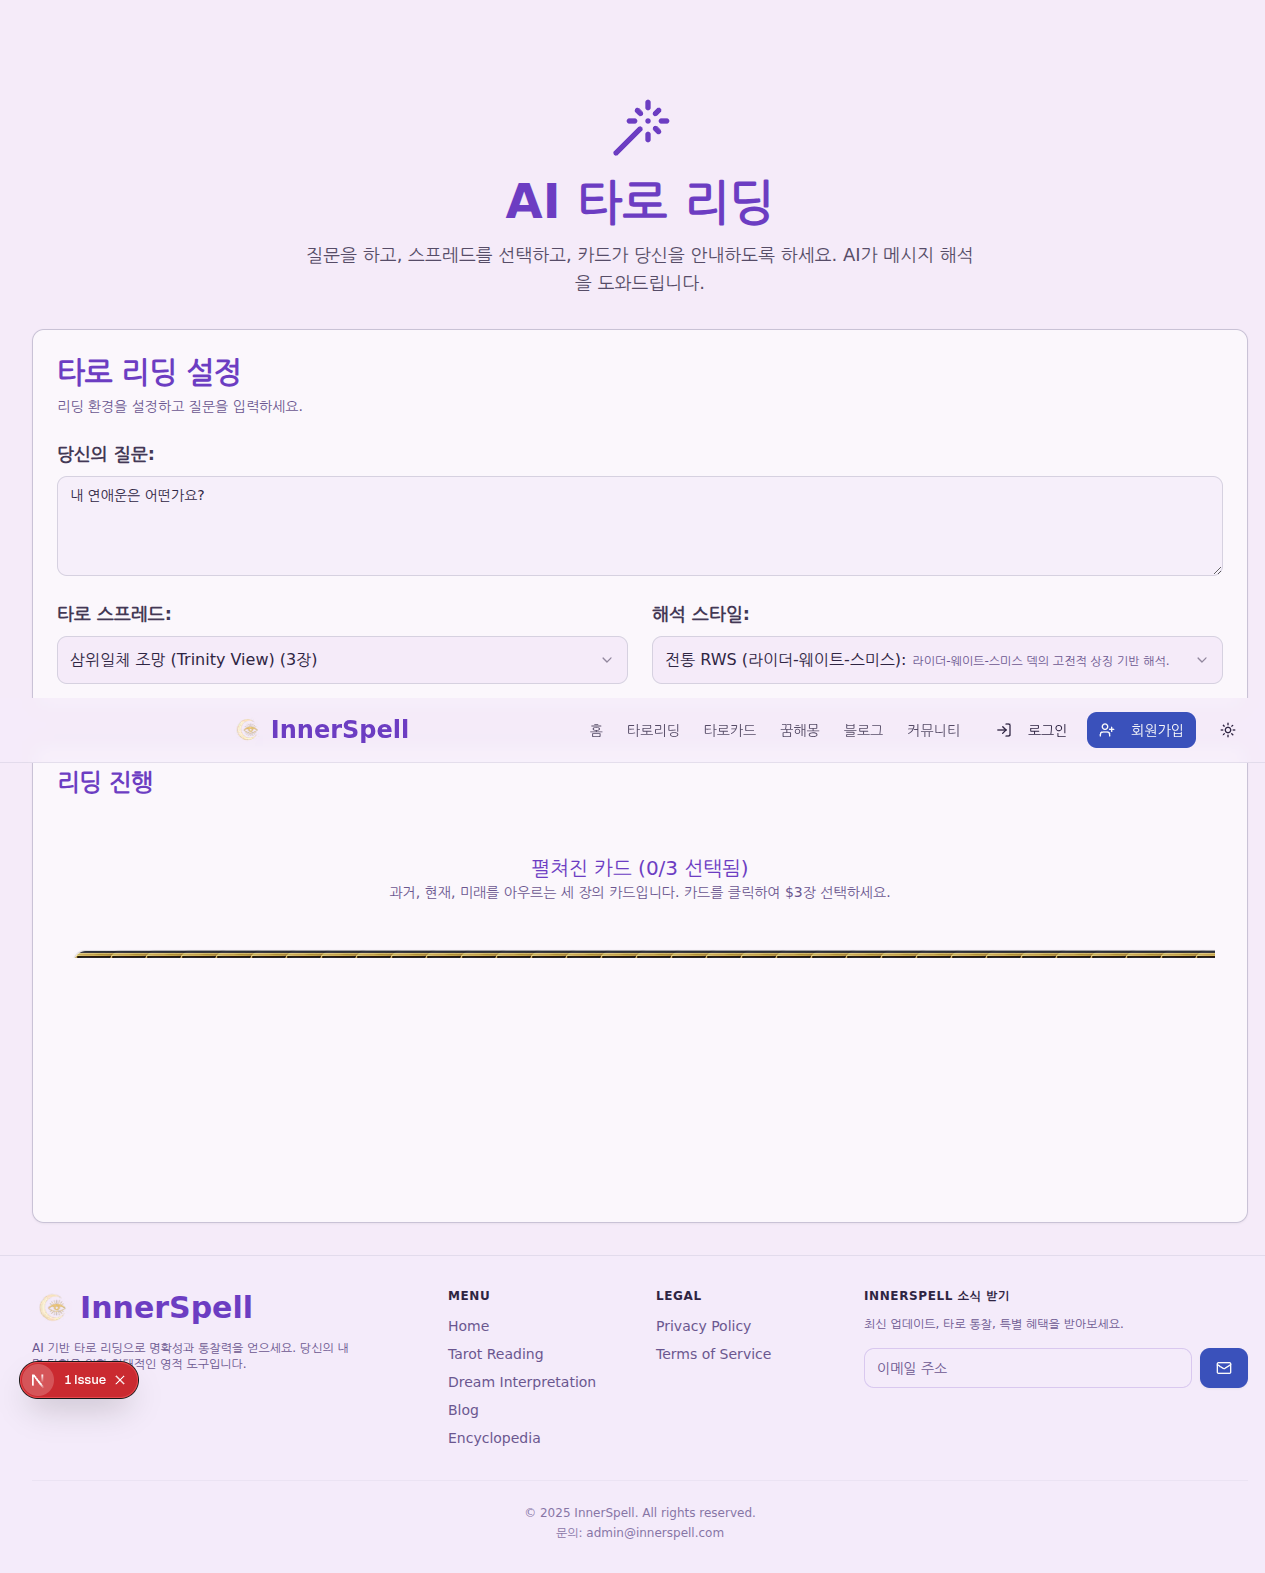 AI 타로 리딩
질문을 하고, 스프레드를 선택하고, 카드가 당신을 안내하도록 하세요. AI가 메시지 해석
을 도와드립니다.
타로 리딩 설정
리딩 환경을 설정하고 질문을 입력하세요.
당신의 질문:
내 연애운은 어떤가요?
타로 스프레드:
해석 스타일:
삼위일체 조망 (Trinity View) (3장)
전통 RWS (라이더-웨이트-스미스): 라이더-웨이트-스미스 덱의 고전적 상징 기반 해석.
InnerSpell
홈 타로리딩 타로카드 꿈해몽 블로그 커뮤니티 로그인 회원가입
리딩 진행
펼쳐진 카드 (0/3 선택됨)
과거, 현재, 미래를 아우르는 세 장의 카드입니다. 카드를 클릭하여 $3장 선택하세요.
InnerSpell
AI 기반 타로 리딩으로 명확성과 통찰력을 얻으세요. 당신의 내
적인 영적 도구입니다.
1 Issue
MENU
Home
Tarot Reading
Dream Interpretation
Blog
Encyclopedia
LEGAL
Privacy Policy
Terms of Service
INNERSPELL 소식 받기
최신 업데이트, 타로 통찰, 특별 혜택을 받아보세요.
이메일 주소
© 2025 InnerSpell. All rights reserved.
문의: admin@innerspell.com